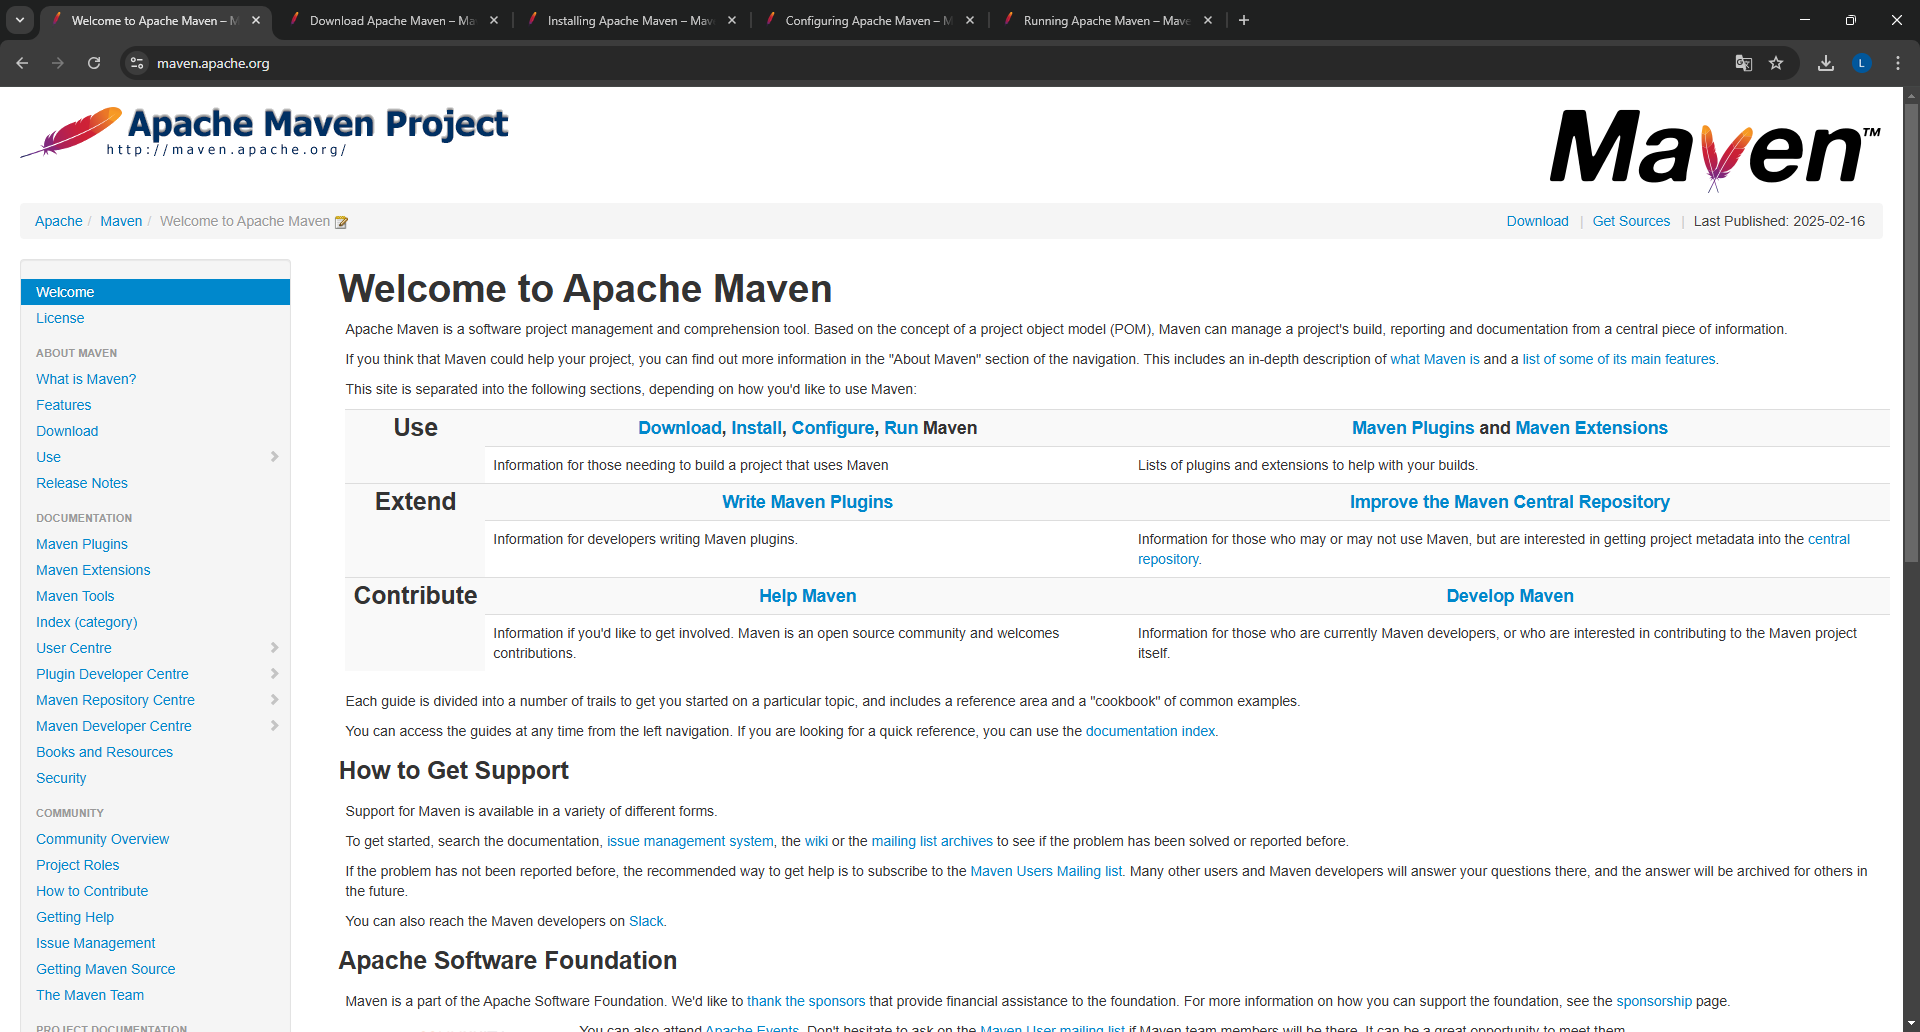 Welcome to Apache Maven – M
Download Apache Maven – Ma
Installing Apache Maven – Mav
Configuring Apache Maven – M
Running Apache Maven – Mave
maven.apache.org
L
Apache Maven Project
http://maven.apache.org/
Maven™
Apache / Maven / Welcome to Apache Maven
Download | Get Sources | Last Published: 2025-02-16
Welcome
License
ABOUT MAVEN
What is Maven?
Features
Download
Use
Release Notes
DOCUMENTATION
Maven Plugins
Maven Extensions
Maven Tools
Index (category)
User Centre
Plugin Developer Centre
Maven Repository Centre
Maven Developer Centre
Books and Resources
Security
COMMUNITY
Community Overview
Project Roles
How to Contribute
Getting Help
Issue Management
Getting Maven Source
The Maven Team
PROJECT DOCUMENTATION
Welcome to Apache Maven
Apache Maven is a software project management and comprehension tool. Based on the concept of a project object model (POM), Maven can manage a project's build, reporting and documentation from a central piece of information.
If you think that Maven could help your project, you can find out more information in the "About Maven" section of the navigation. This includes an in-depth description of what Maven is and a list of some of its main features.
This site is separated into the following sections, depending on how you'd like to use Maven:
Use
Download, Install, Configure, Run Maven
Maven Plugins and Maven Extensions
Information for those needing to build a project that uses Maven
Lists of plugins and extensions to help with your builds.
Extend
Write Maven Plugins
Improve the Maven Central Repository
Information for developers writing Maven plugins.
Information for those who may or may not use Maven, but are interested in getting project metadata into the central
repository.
Contribute
Help Maven
Develop Maven
Information if you'd like to get involved. Maven is an open source community and welcomes
contributions.
Information for those who are currently Maven developers, or who are interested in contributing to the Maven project
itself.
Each guide is divided into a number of trails to get you started on a particular topic, and includes a reference area and a "cookbook" of common examples.
You can access the guides at any time from the left navigation. If you are looking for a quick reference, you can use the documentation index.
How to Get Support
Support for Maven is available in a variety of different forms.
To get started, search the documentation, issue management system, the wiki or the mailing list archives to see if the problem has been solved or reported before.
If the problem has not been reported before, the recommended way to get help is to subscribe to the Maven Users Mailing list. Many other users and Maven developers will answer your questions there, and the answer will be archived for others in
the future.
You can also reach the Maven developers on Slack.
Apache Software Foundation
Maven is a part of the Apache Software Foundation. We'd like to thank the sponsors that provide financial assistance to the foundation. For more information on how you can support the foundation, see the sponsorship page.
You can also attend Apache Events. Don't hesitate to ask on the Maven User mailing list if Maven team members will be there. It can be a great opportunity to meet them.